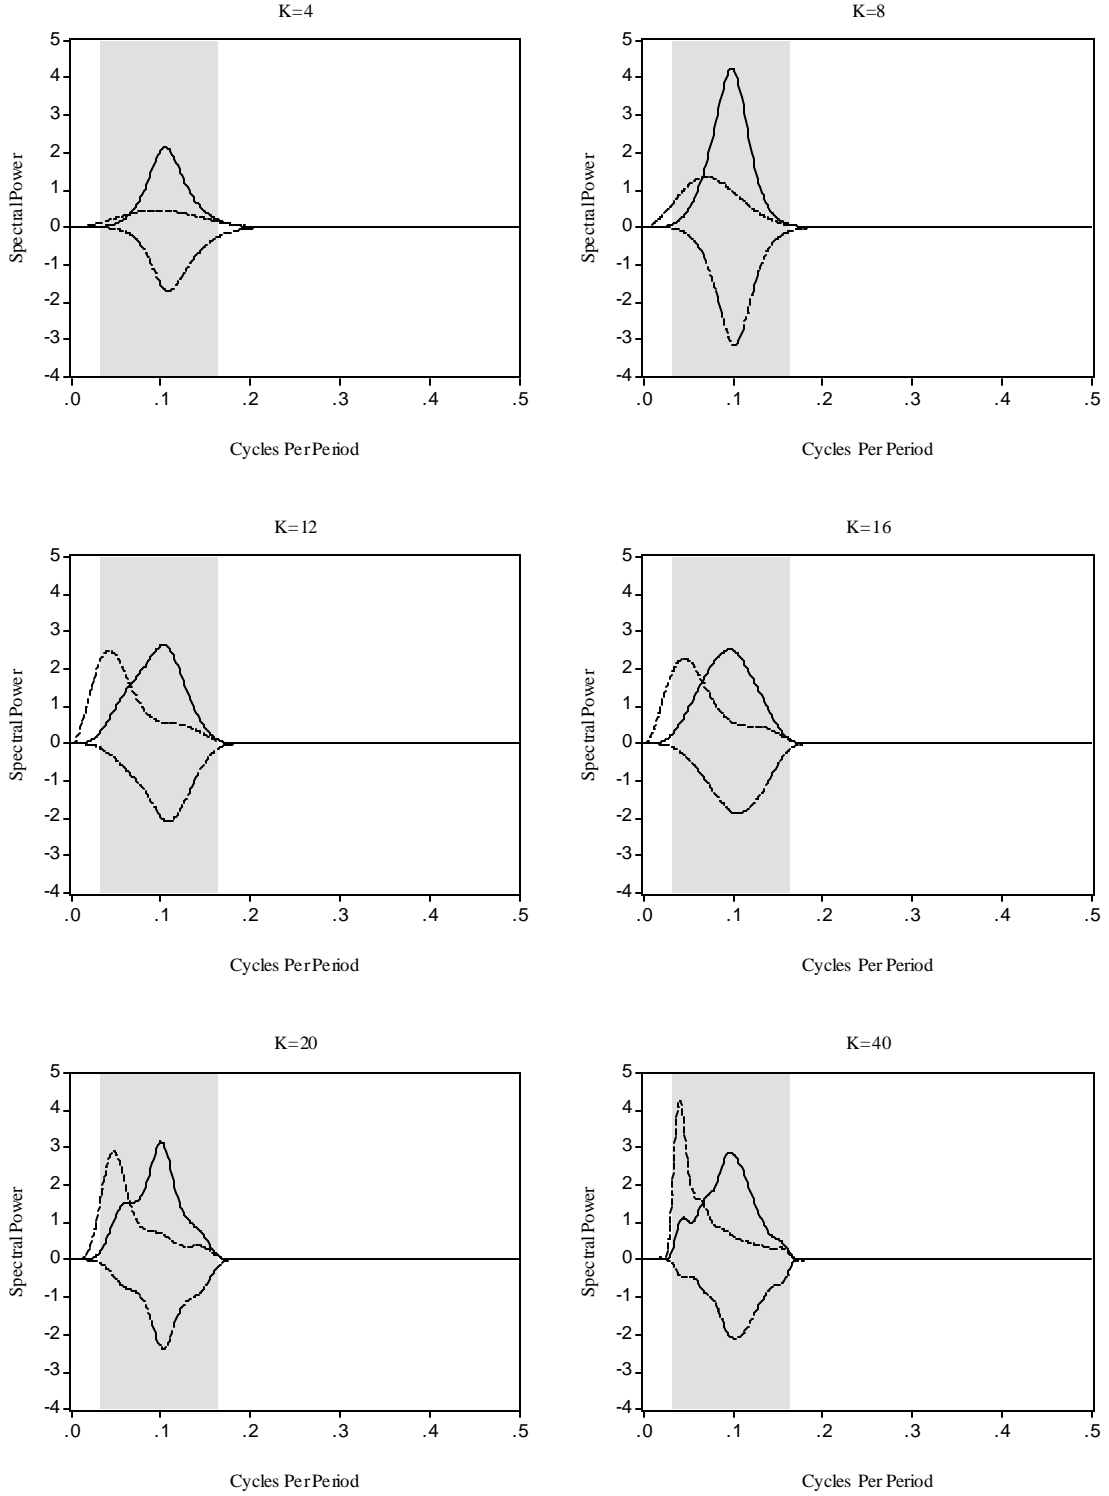 K=4
5
4
3
2
1
0
-1
-2
-3
-4
.0 .1 .2 .3 .4 .5
Spectral Power
Cycles Per Period
K=8
5
4
3
2
1
0
-1
-2
-3
-4
.0 .1 .2 .3 .4 .5
Spectral Power
Cycles Per Period
K=12
5
4
3
2
1
0
-1
-2
-3
-4
.0 .1 .2 .3 .4 .5
Spectral Power
Cycles Per Period
K=16
5
4
3
2
1
0
-1
-2
-3
-4
.0 .1 .2 .3 .4 .5
Spectral Power
Cycles Per Period
K=20
5
4
3
2
1
0
-1
-2
-3
-4
.0 .1 .2 .3 .4 .5
Spectral Power
Cycles Per Period
K=40
5
4
3
2
1
0
-1
-2
-3
-4
.0 .1 .2 .3 .4 .5
Spectral Power
Cycles Per Period